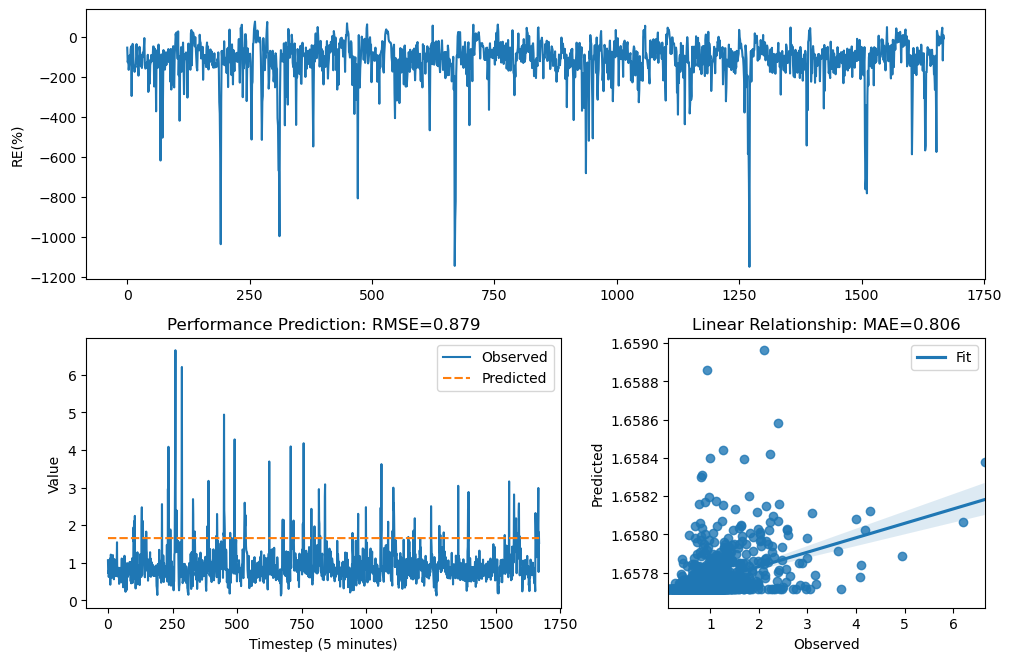 RE(%)
0
−200
−400
−600
−800
−1000
−1200
0 250 500 750 1000 1250 1500 1750
Performance Prediction: RMSE=0.879
Value
6
5
4
3
2
1
0
Observed
Predicted
0 250 500 750 1000 1250 1500 1750
Timestep (5 minutes)
Linear Relationship: MAE=0.806
Predicted
1.6590
1.6588
1.6586
1.6584
1.6582
1.6580
1.6578
Fit
1 2 3 4 5 6
Observed